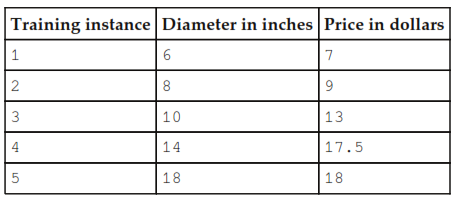 Training instance Diameter in inches Price in dollars
1 6 7
2 8 9
3 10 13
4 14 17.5
5 18 18